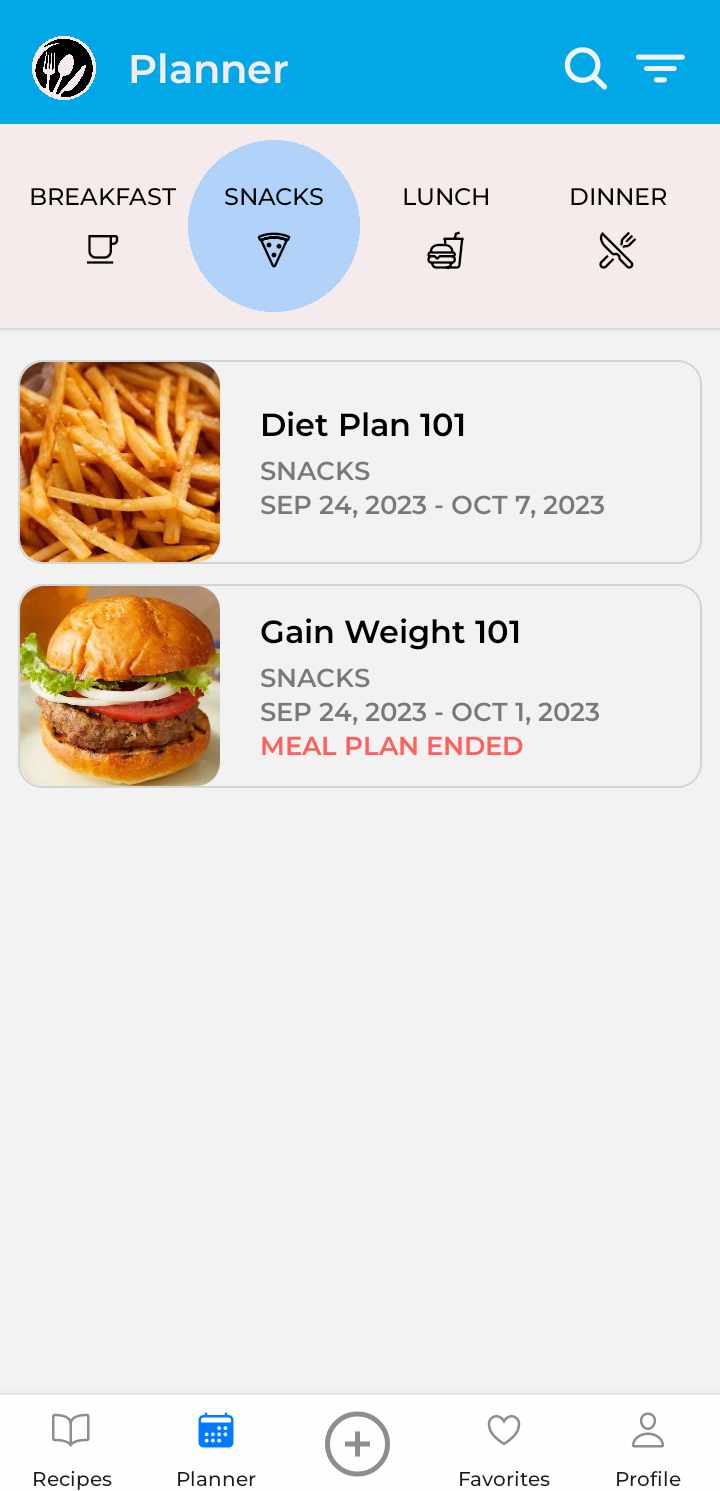 Planner
BREAKFAST
SNACKS
LUNCH
DINNER
Diet Plan 101
SNACKS
SEP 24, 2023 - OCT 7, 2023
Gain Weight 101
SNACKS
SEP 24, 2023 - OCT 1, 2023
MEAL PLAN ENDED
Recipes
Planner
Favorites
Profile